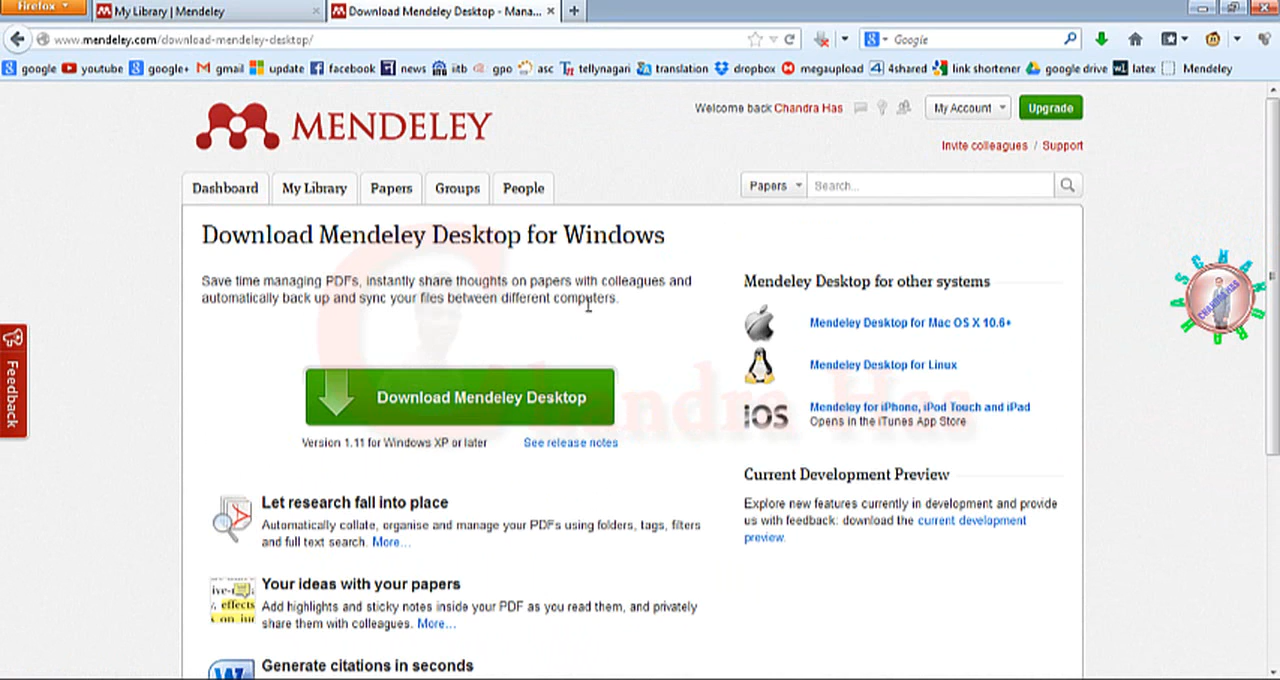 Firefox
My Library | Mendeley
Download Mendeley Desktop - Mana...
www.mendeley.com/download-mendeley-desktop/
Google
google youtube google+ gmail update facebook news iitb gpo asc tellynagari translation dropbox megaupload 4shared link shortener google drive latex Mendeley
MENDELEY
Welcome back Chandra Has
My Account
Upgrade
Invite colleagues / Support
Dashboard My Library Papers Groups People
Papers Search...
Download Mendeley Desktop for Windows
Save time managing PDFs, instantly share thoughts on papers with colleagues and
automatically back up and sync your files between different computers.
Download Mendeley Desktop
Version 1.11 for Windows XP or later See release notes
Let research fall into place
Automatically collate, organise and manage your PDFs using folders, tags, filters
and full text search. More...
Your ideas with your papers
Add highlights and sticky notes inside your PDF as you read them, and privately
share them with colleagues. More...
Generate citations in seconds
Mendeley Desktop for other systems
Mendeley Desktop for Mac OS X 10.6+
Mendeley Desktop for Linux
iOS
Mendeley for iPhone, iPod Touch and iPad
Opens in the iTunes App Store
Current Development Preview
Explore new features currently in development and provide
us with feedback: download the current development
preview.
Feedback
Chandra Has
CHANDRA HAS